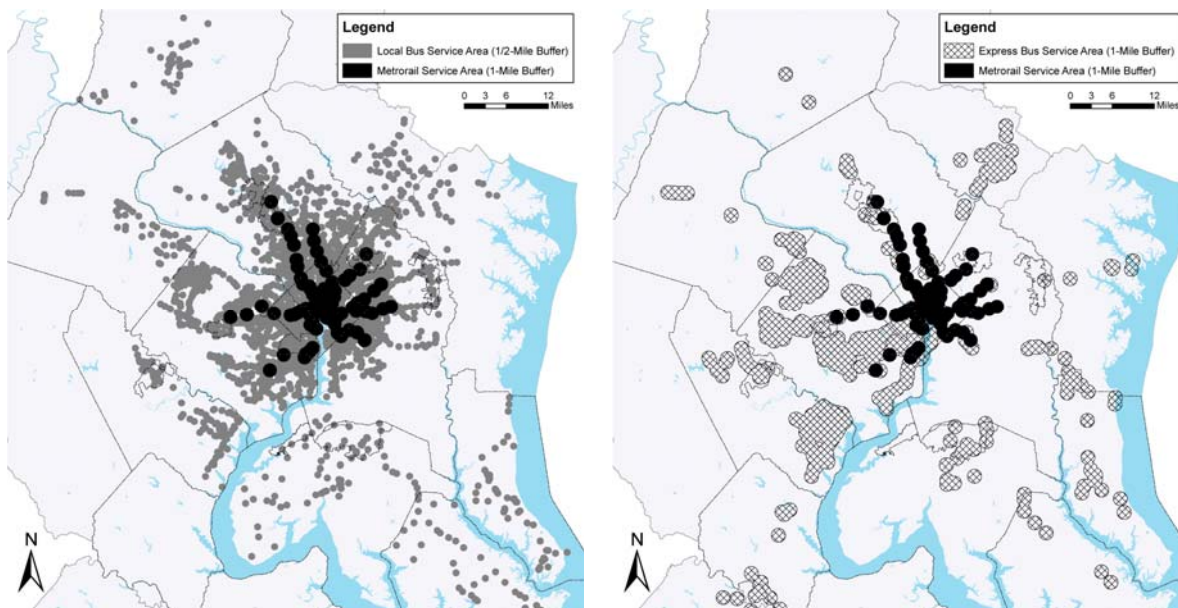 Legend
Local Bus Service Area (1/2-Mile Buffer)
Metrorail Service Area (1-Mile Buffer)
0 3 6 12
Miles
N
Legend
Express Bus Service Area (1-Mile Buffer)
Metrorail Service Area (1-Mile Buffer)
0 3 6 12
Miles
N